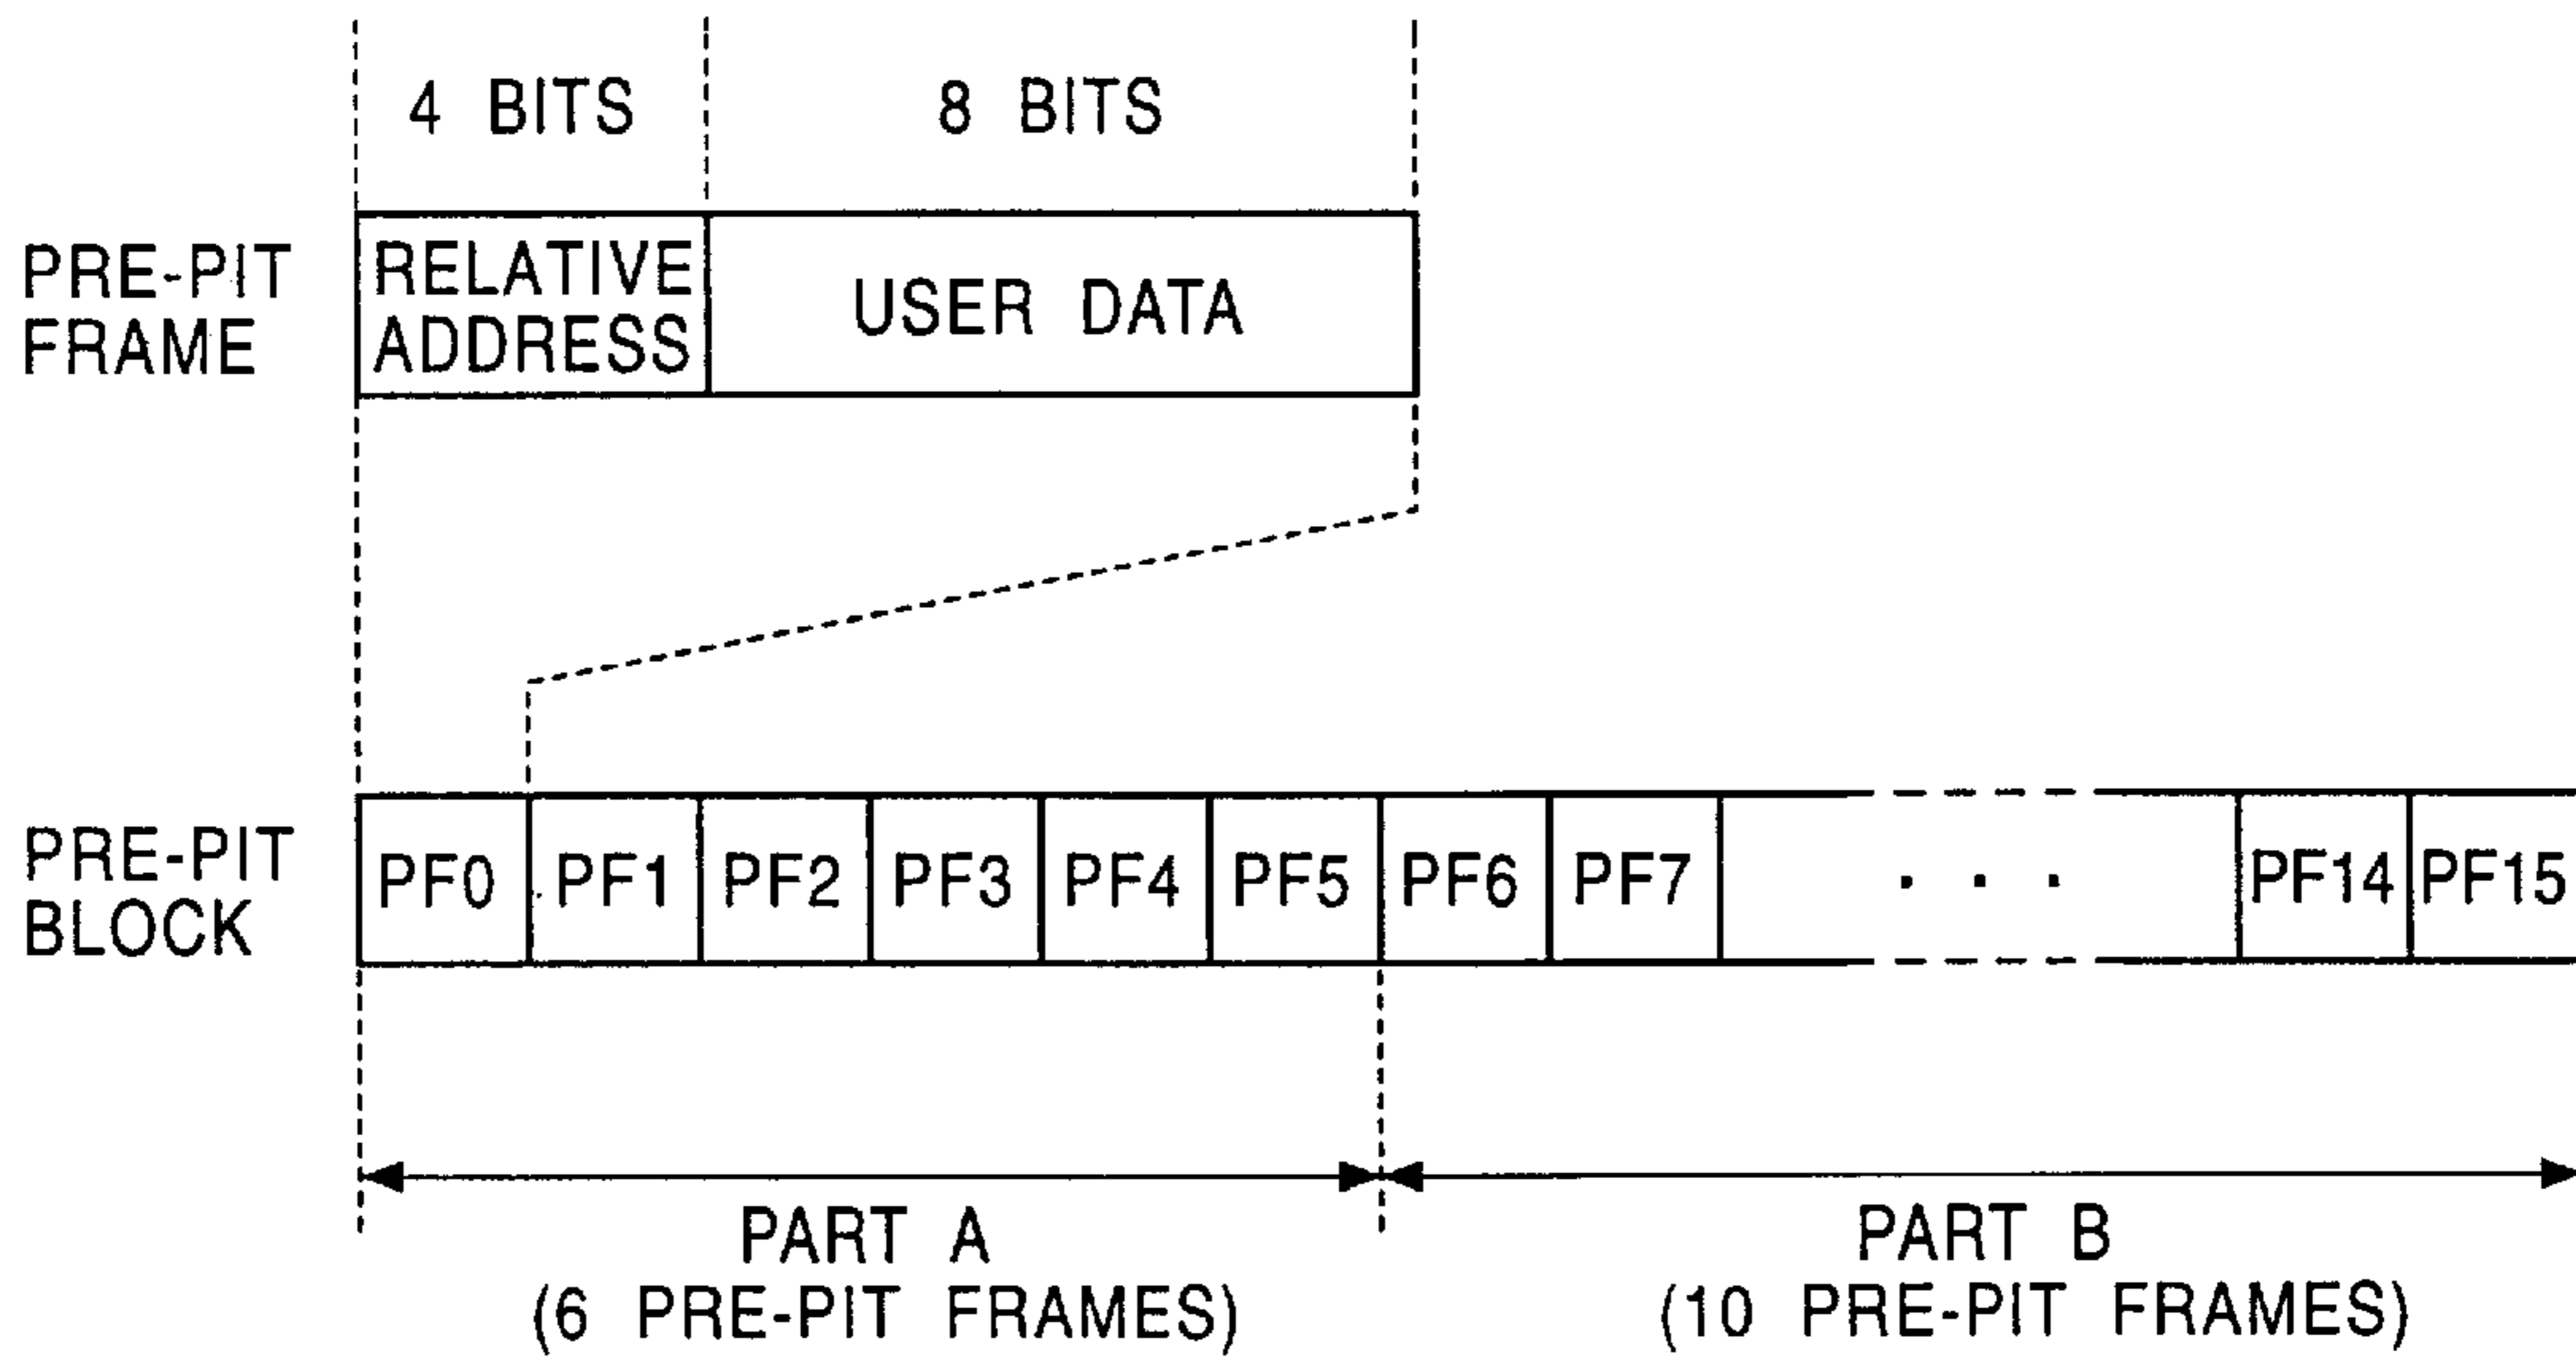 4 BITS 8 BITS
PRE-PIT FRAME
RELATIVE ADDRESS
USER DATA
PRE-PIT BLOCK
PF0 PF1 PF2 PF3 PF4 PF5 PF6 PF7 . . . PF14 PF15
PART A
(6 PRE-PIT FRAMES)
PART B
(10 PRE-PIT FRAMES)